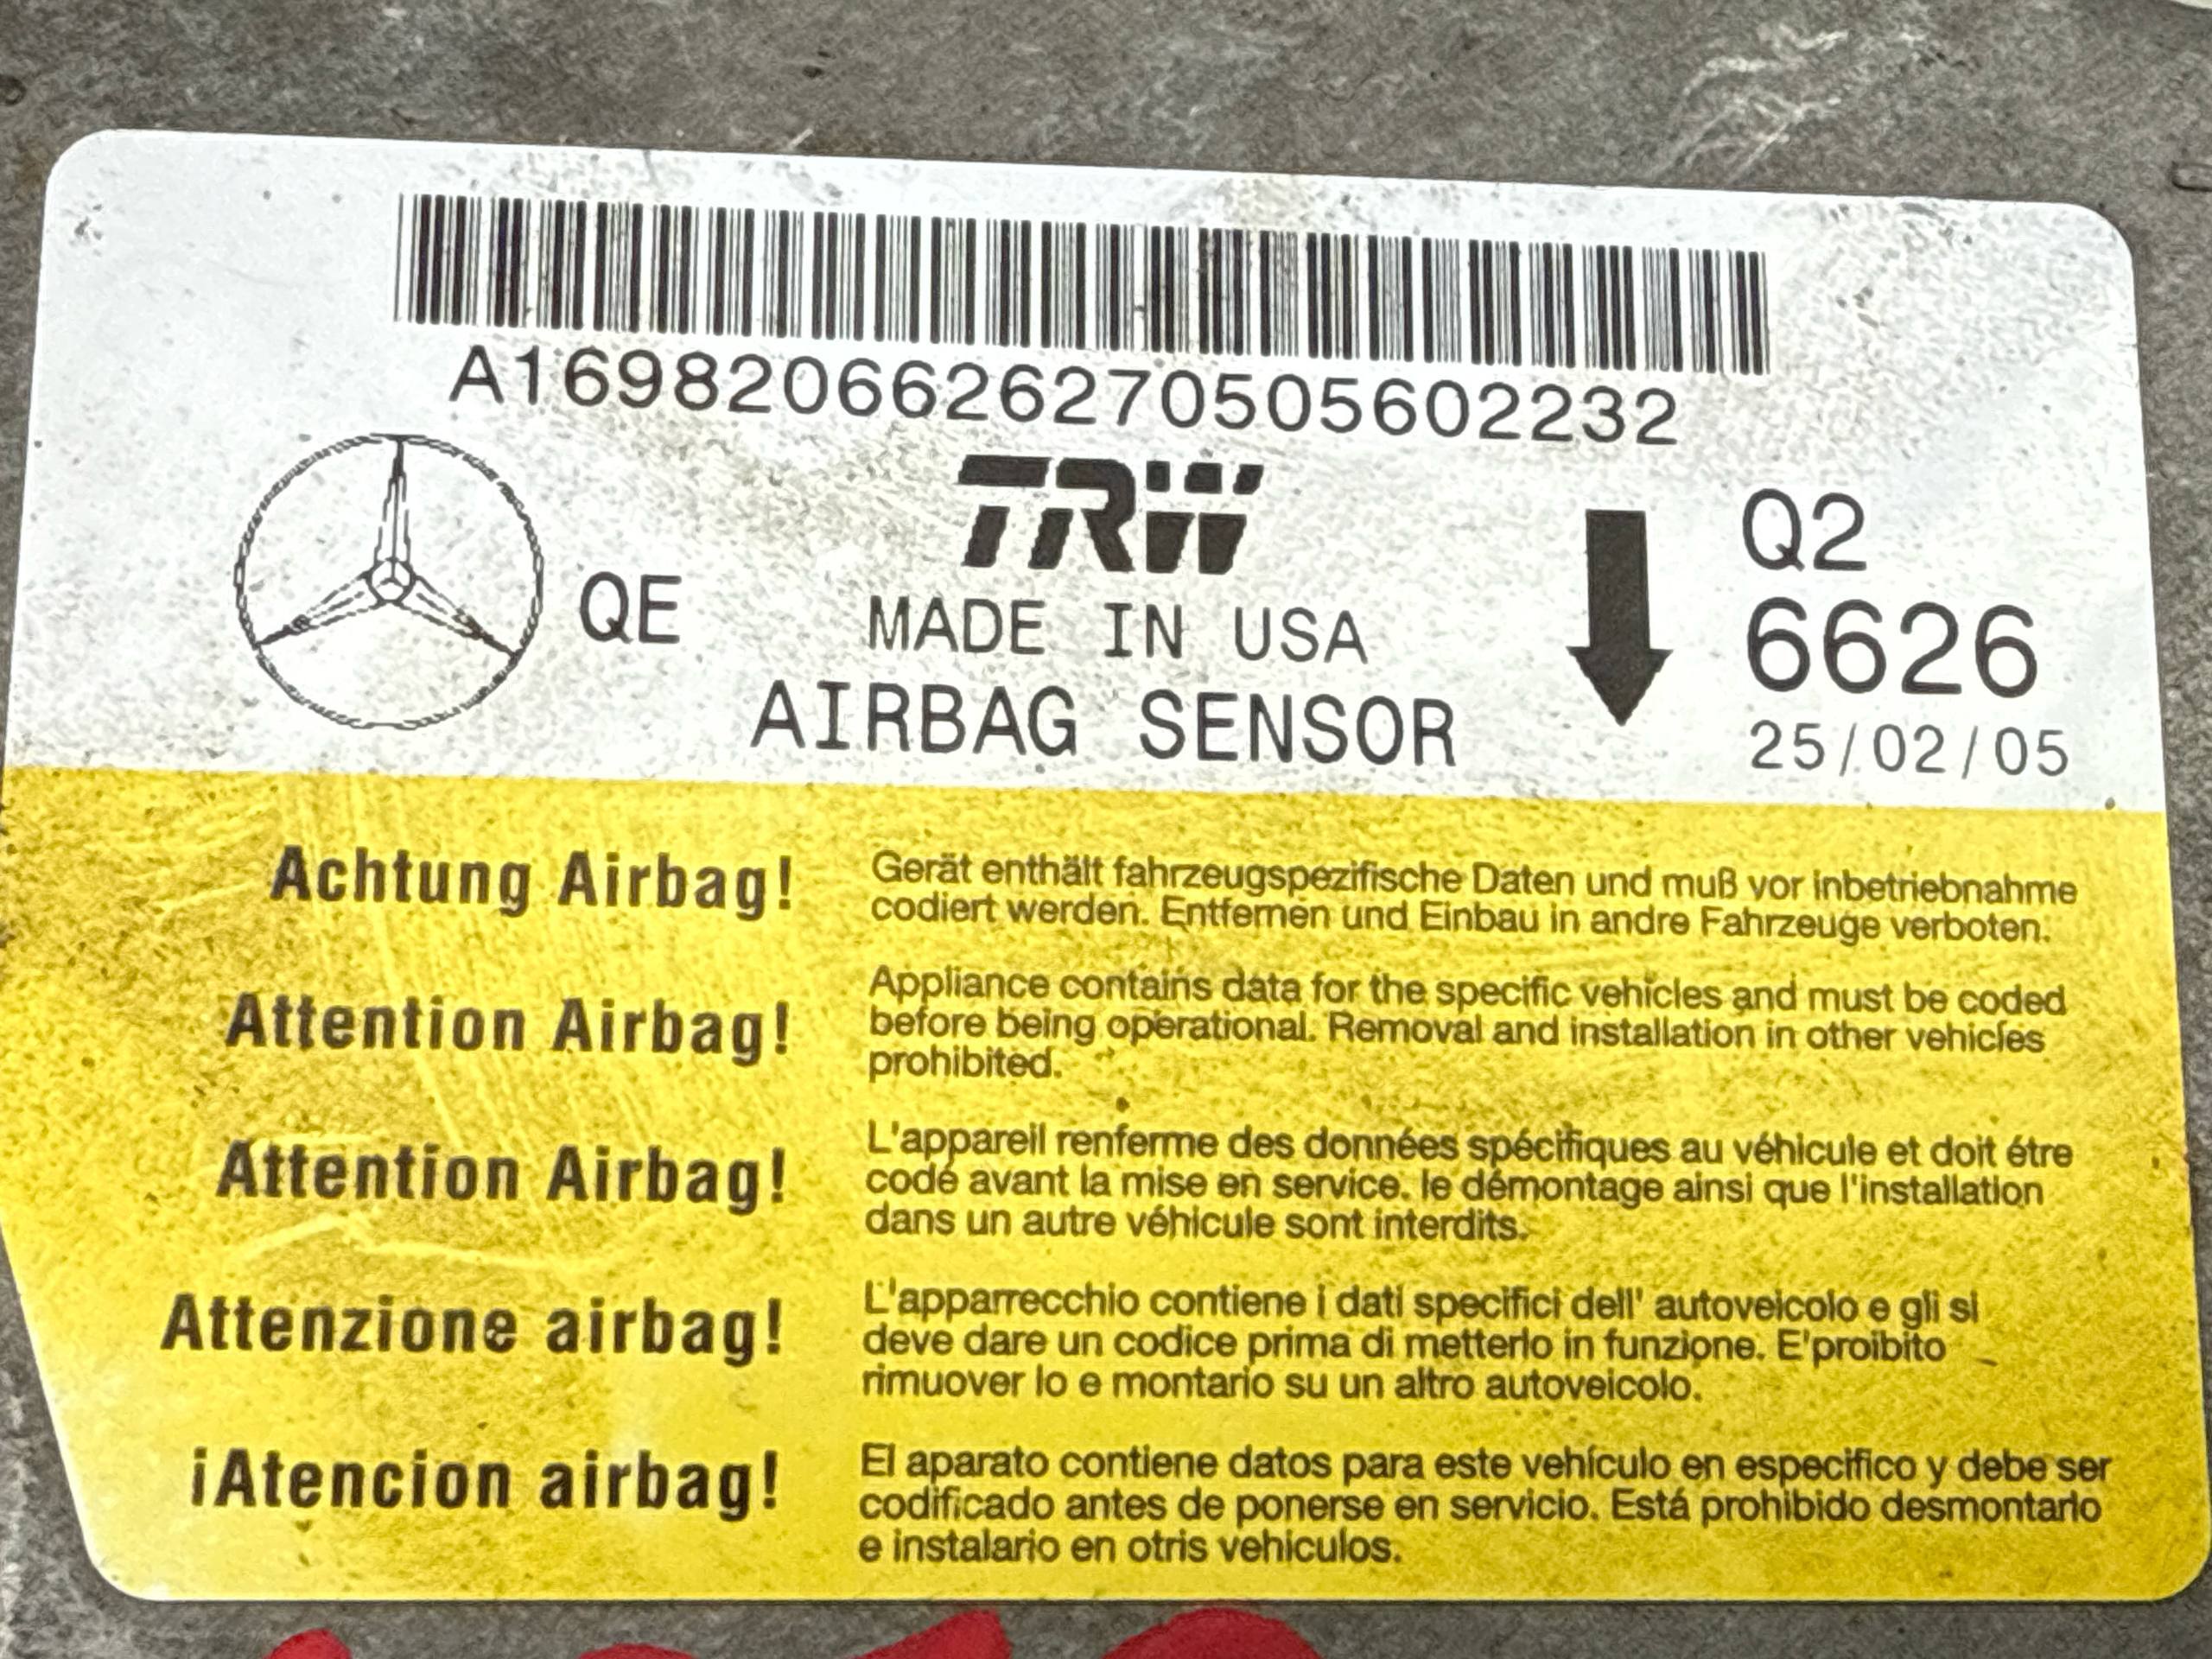 A1698206626270505602232
TRW
QE
MADE IN USA
AIRBAG SENSOR
Q2
6626
25/02/05
Achtung Airbag!
Gerät enthält fahrzeugspezifische Daten und muß vor inbetriebnahme
codiert werden. Entfernen und Einbau in andre Fahrzeuge verboten.
Attention Airbag!
Appliance contains data for the specific vehicles and must be coded
before being operational. Removal and installation in other vehicles
prohibited.
Attention Airbag!
L'appareil renferme des données spécifiques au véhicule et doit étre
codé avant la mise en service. le démontage ainsi que l'installation
dans un autre véhicule sont interdits.
Attenzione airbag!
L'apparrecchio contiene i dati specifici dell' autoveicolo e gli si
deve dare un codice prima di metterlo in funzione. E'proibito
rimuover lo e montario su un altro autoveicolo.
¡Atencion airbag!
El aparato contiene datos para este vehículo en especifico y debe ser
codificado antes de ponerse en servicio. Está prohibido desmontarlo
e instalario en otris vehiculos.